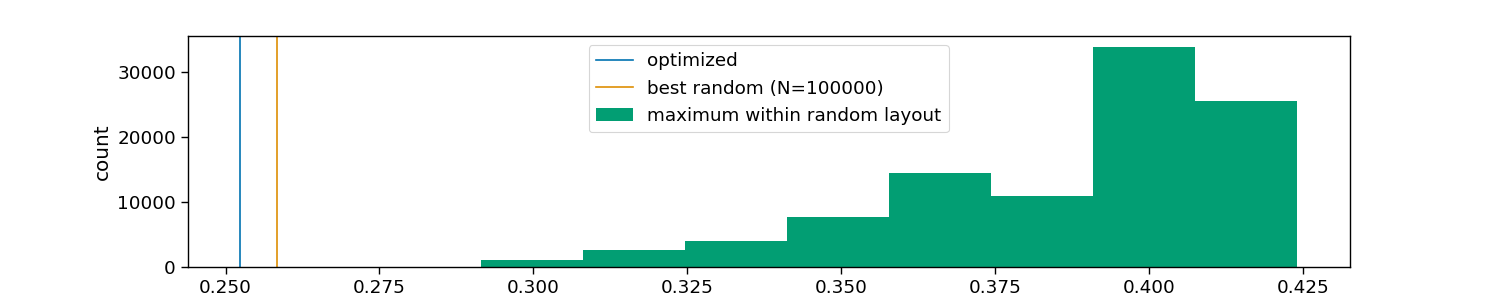 optimized
best random (N=100000)
maximum within random layout
count
30000
20000
10000
0
0.250 0.275 0.300 0.325 0.350 0.375 0.400 0.425